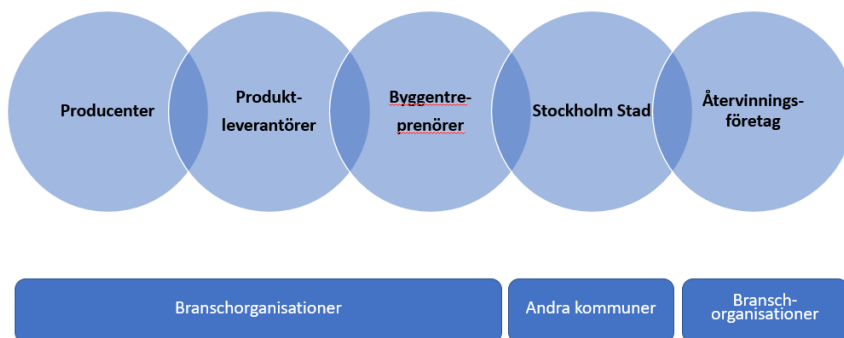 Producenter
Produkt-
leverantörer
Byggentre-
prenörer
Stockholm Stad
Återvinnings-
företag
Branschorganisationer
Andra kommuner
Bransch-
organisationer